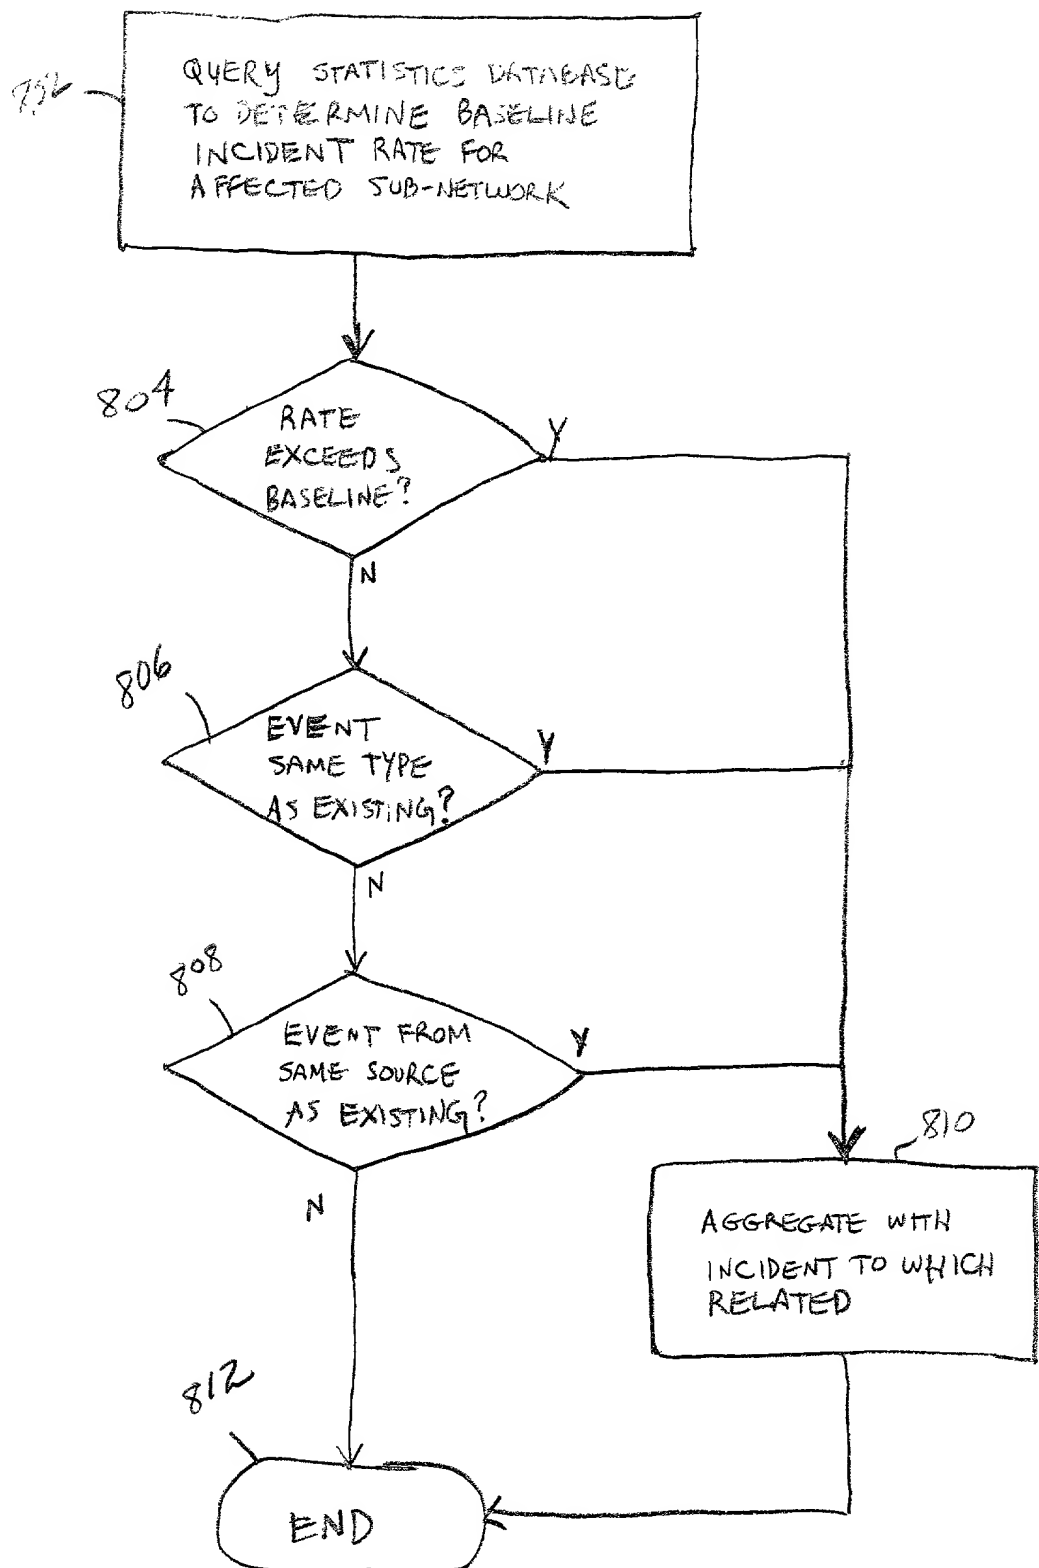 QUERY STATISTICS DATABASE
TO DETERMINE BASELINE
INCIDENT RATE FOR
AFFECTED SUB-NETWORK
804
RATE
EXCEEDS
BASELINE?
Y
N
806
EVENT
SAME TYPE
AS EXISTING?
Y
N
808
EVENT FROM
SAME SOURCE
AS EXISTING?
Y
N
810
AGGREGATE WITH
INCIDENT TO WHICH
RELATED
812
END